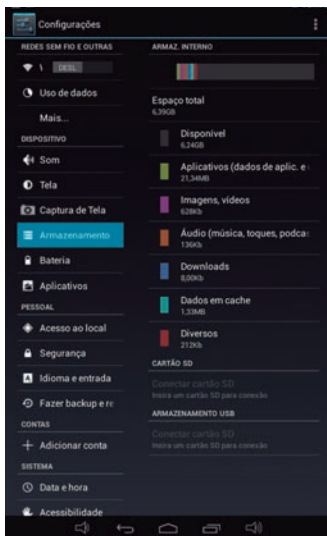 Configurações
REDES SEM FIO E OUTRAS
DESL.
Uso de dados
Mais...
DISPOSITIVO
Som
Tela
Captura de Tela
Armazenamento
Bateria
Aplicativos
PESSOAL
Acesso ao local
Segurança
A Idioma e entrada
Fazer backup e re
CONTAS
Adicionar conta
SISTEMA
Data e hora
Acessibilidade
ARMAZ. INTERNO
Espaço total
6,39GB
Disponível
6,24GB
Aplicativos (dados de aplic. e
21,34MB
Imagens, vídeos
628Kb
Áudio (música, toques, podca
136Kb
Downloads
8,00Kb
Dados em cache
1,33MB
Diversos
212Kb
CARTÃO SD
Conectar cartão SD
Insira um cartão SD para conexão
ARMAZENAMENTO USB
Conectar cartão SD
Insira um cartão SD para conexão